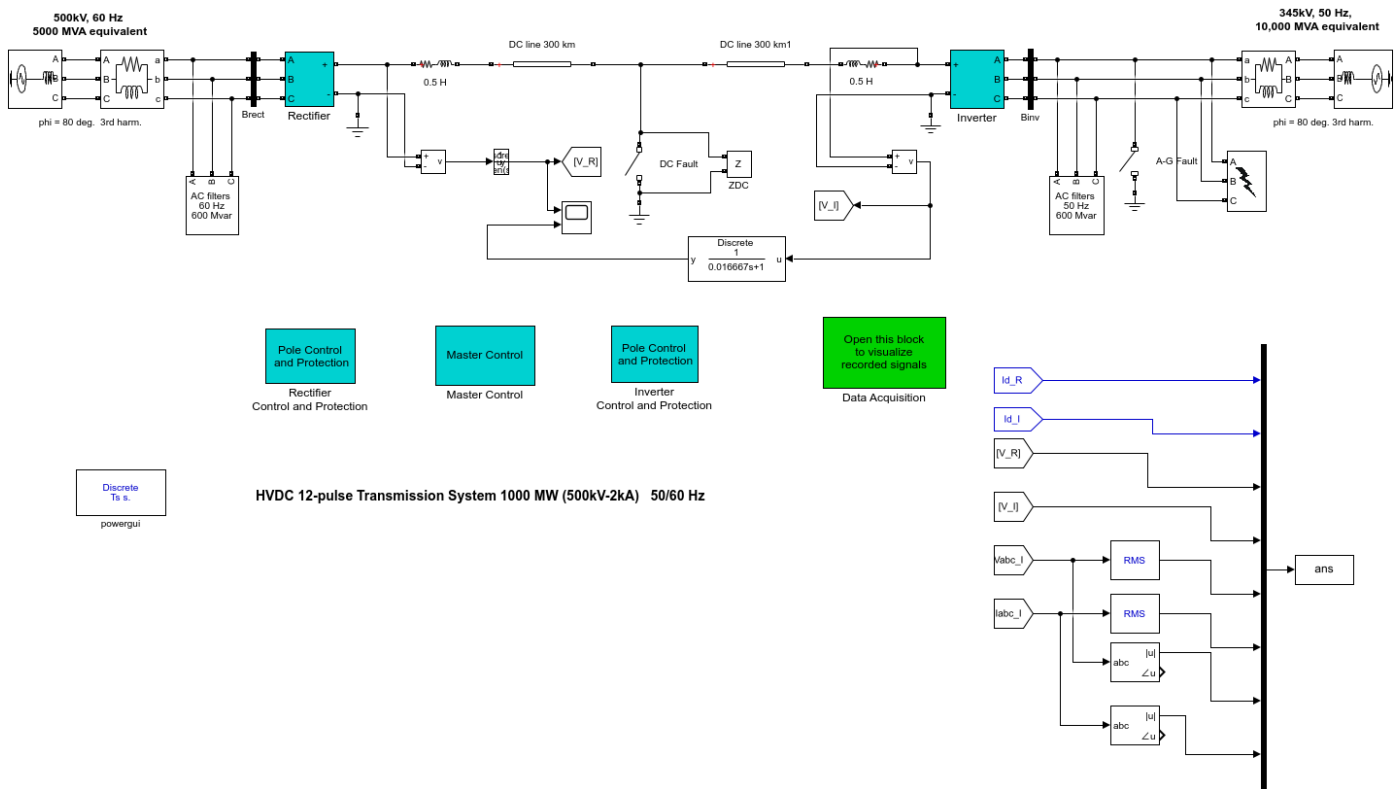 500kV, 60 Hz
5000 MVA equivalent
345kV, 50 Hz,
10,000 MVA equivalent
A
B
C
A
B
C
a
b
c
A
B
C
+
-
DC line 300 km
DC line 300 km1
0.5 H
0.5 H
+
-
A
B
C
a
b
c
A
B
C
A
B
C
phi = 80 deg. 3rd harm.
Brect
Rectifier
Inverter
Binv
phi = 80 deg. 3rd harm.
+
-
v
[V_R]
DC Fault
Z
ZDC
+
-
v
A-G Fault
A
B
C
A
B
C
AC filters
60 Hz
600 Mvar
[V_I]
A
B
C
AC filters
50 Hz
600 Mvar
Discrete
y
1
0.016667s+1
u
Pole Control
and Protection
Rectifier
Control and Protection
Master Control
Master Control
Pole Control
and Protection
Inverter
Control and Protection
Open this block
to visualize
recorded signals
Data Acquisition
Id_R
Id_I
[V_R]
[V_I]
Vabc_I
RMS
Iabc_I
RMS
abc
|u|
∠u
abc
|u|
∠u
ans
Discrete
Ts s.
powergui
HVDC 12-pulse Transmission System 1000 MW (500kV-2kA) 50/60 Hz